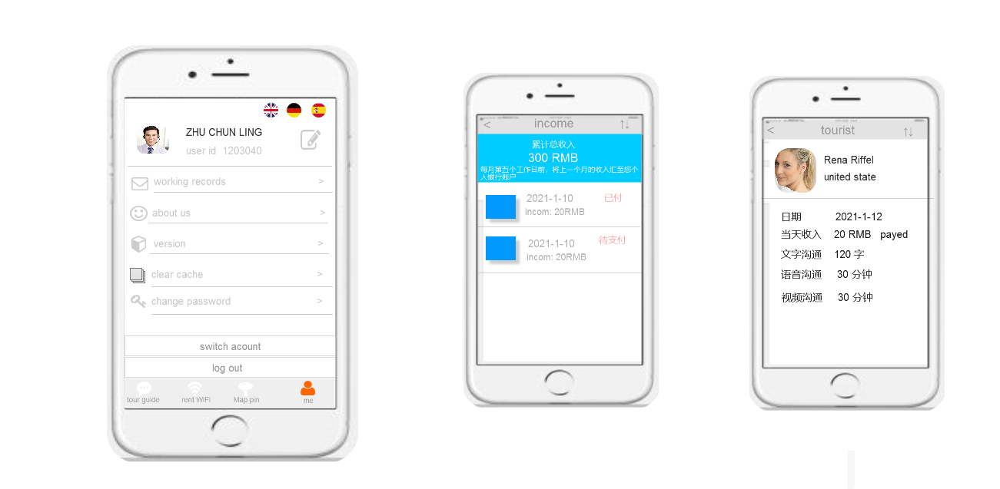 ZHU CHUN LING
user id 1203040
working records >
about us >
version >
clear cache >
change password >
switch acount
log out
tour guide
rent WIFI
Map pin
me
< income ↑↓
累计总收入
300 RMB
每月第五个工作日前，将上一个月的收入汇至您个
人银行账户
2021-1-10 已付
Incom: 20RMB
2021-1-10 待支付
Incom: 20RMB
< tourist ↑↓
Rena Riffel
united state
日期 2021-1-12
当天收入 20 RMB payed
文字沟通 120 字
语音沟通 30 分钟
视频沟通 30 分钟